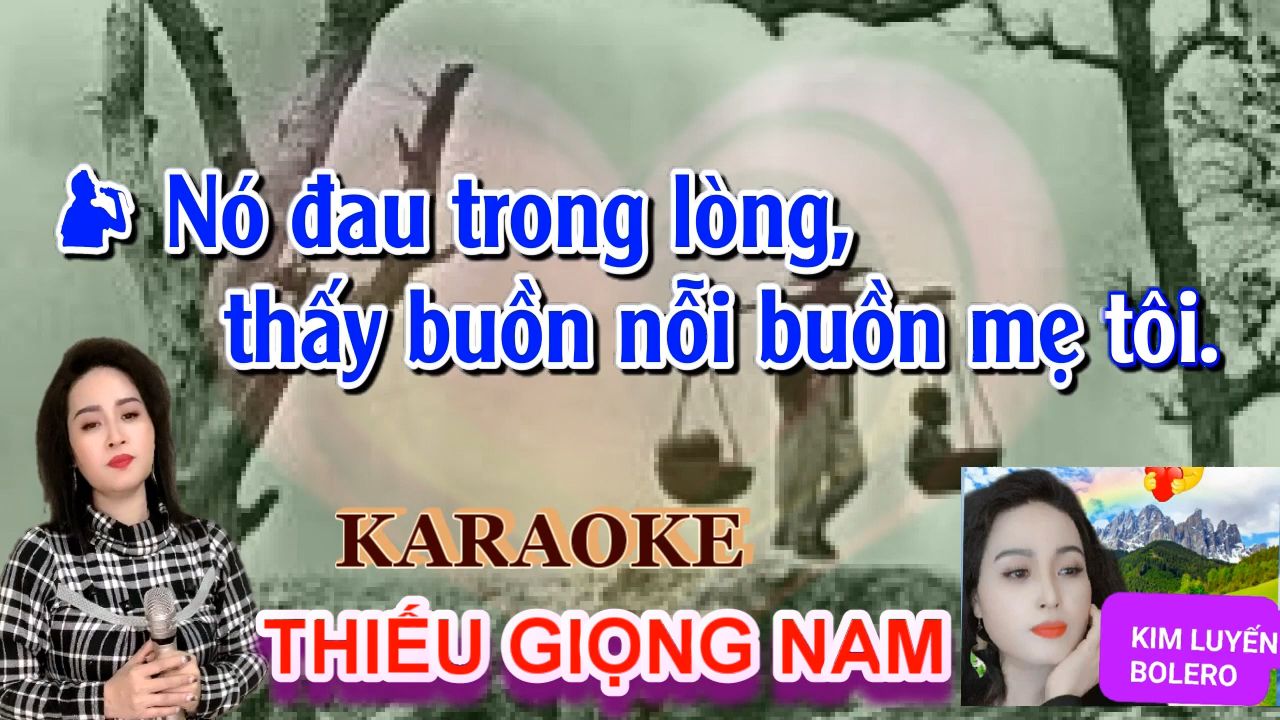 Nó đau trong lòng,
thấy buồn nỗi buồn mẹ tôi.
KARAOKE
THIẾU GIỌNG NAM
KIM LUYẾN
BOLERO